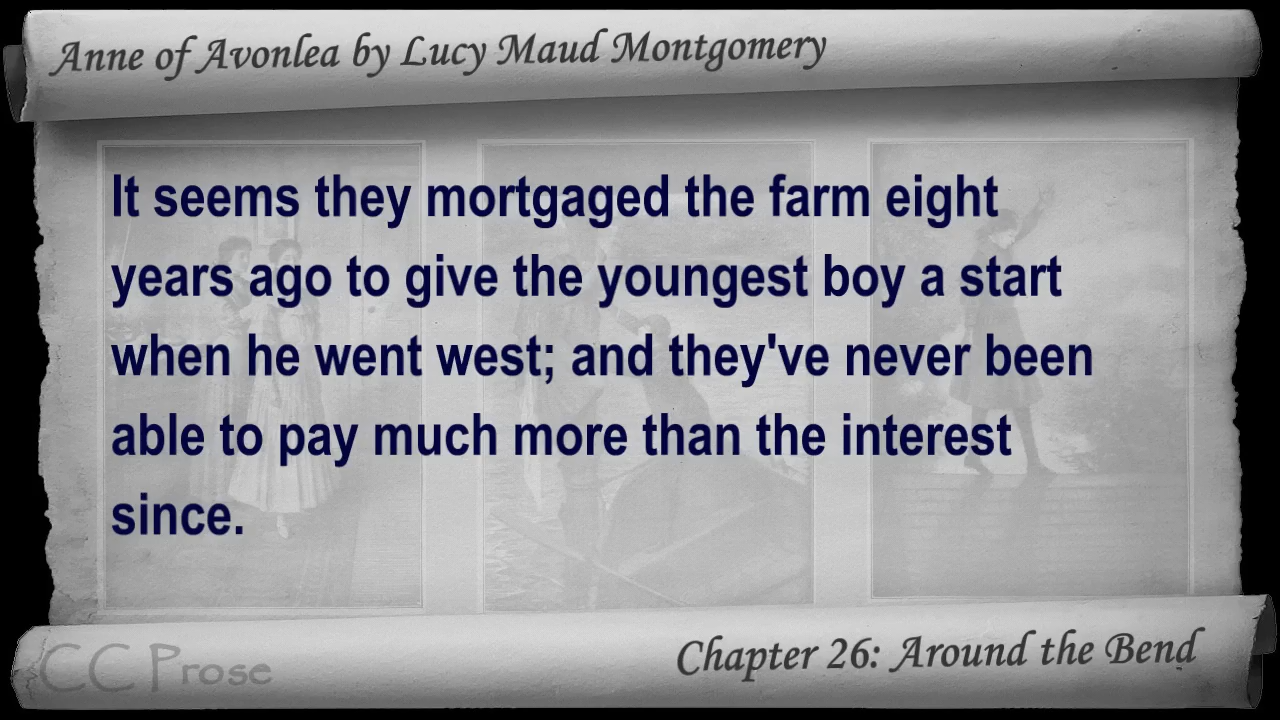 Anne of Avonlea by Lucy Maud Montgomery
It seems they mortgaged the farm eight
years ago to give the youngest boy a start
when he went west; and they've never been
able to pay much more than the interest
since.
CC Prose
Chapter 26: Around the Bend